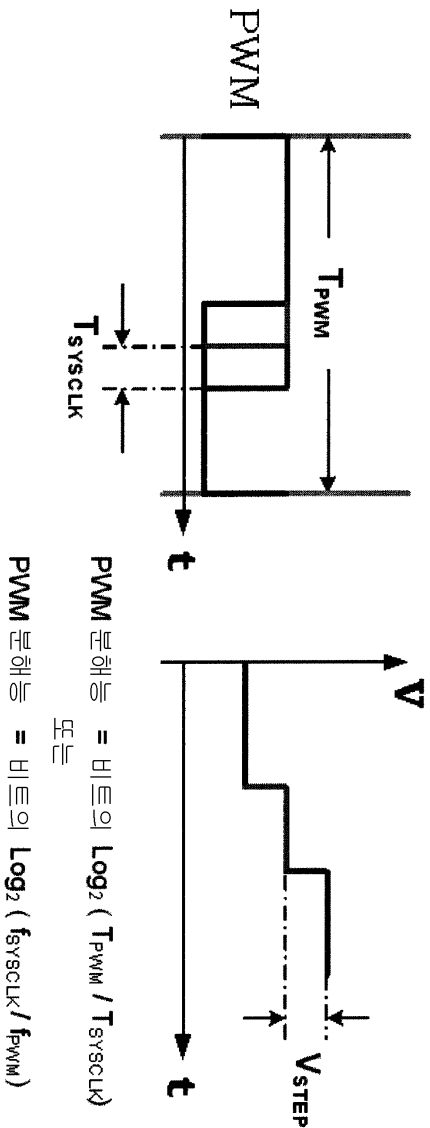 PWM
T_PWM
T_SYSCLK
t
V
V_STEP
t
PWM 분해능 = 비트의 Log₂ ( T_PWM / T_SYSCLK)
또는
PWM 분해능 = 비트의 Log₂ ( f_SYSCLK / f_PWM)